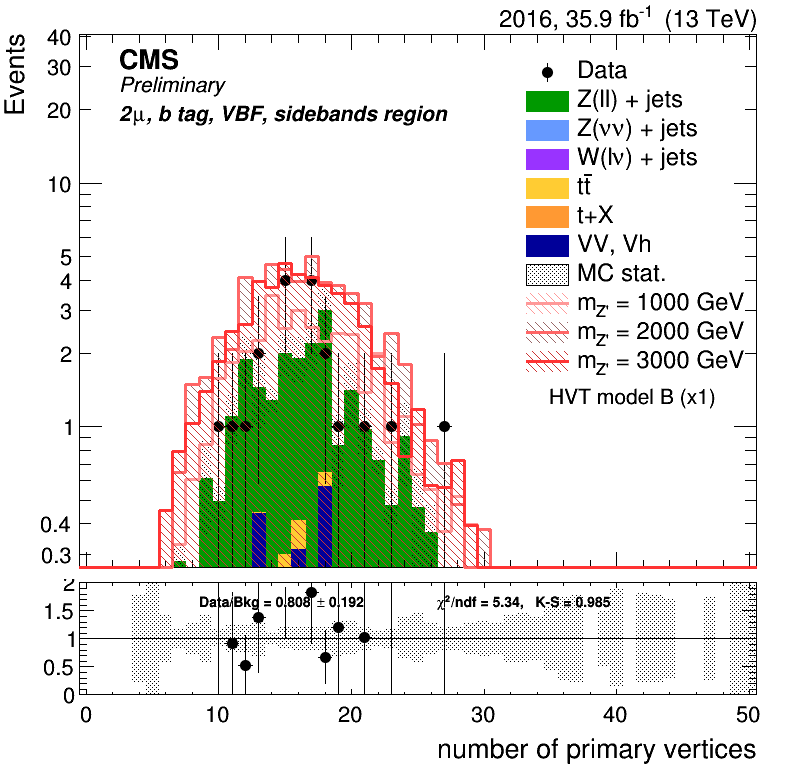 2016, 35.9 fb⁻¹ (13 TeV)
Events
CMS
Preliminary
2μ, b tag, VBF, sidebands region
Data
Z(ll) + jets
Z(νν) + jets
W(lν) + jets
tt̄
t+X
VV, Vh
MC stat.
m_Z' = 1000 GeV
m_Z' = 2000 GeV
m_Z' = 3000 GeV
HVT model B (x1)
40
30
20
10
5
4
3
2
1
0.4
0.3
Data/Bkg = 0.808 ± 0.192
χ²/ndf = 5.34, K-S = 0.985
2
1.5
1
0.5
0
0 10 20 30 40 50
number of primary vertices